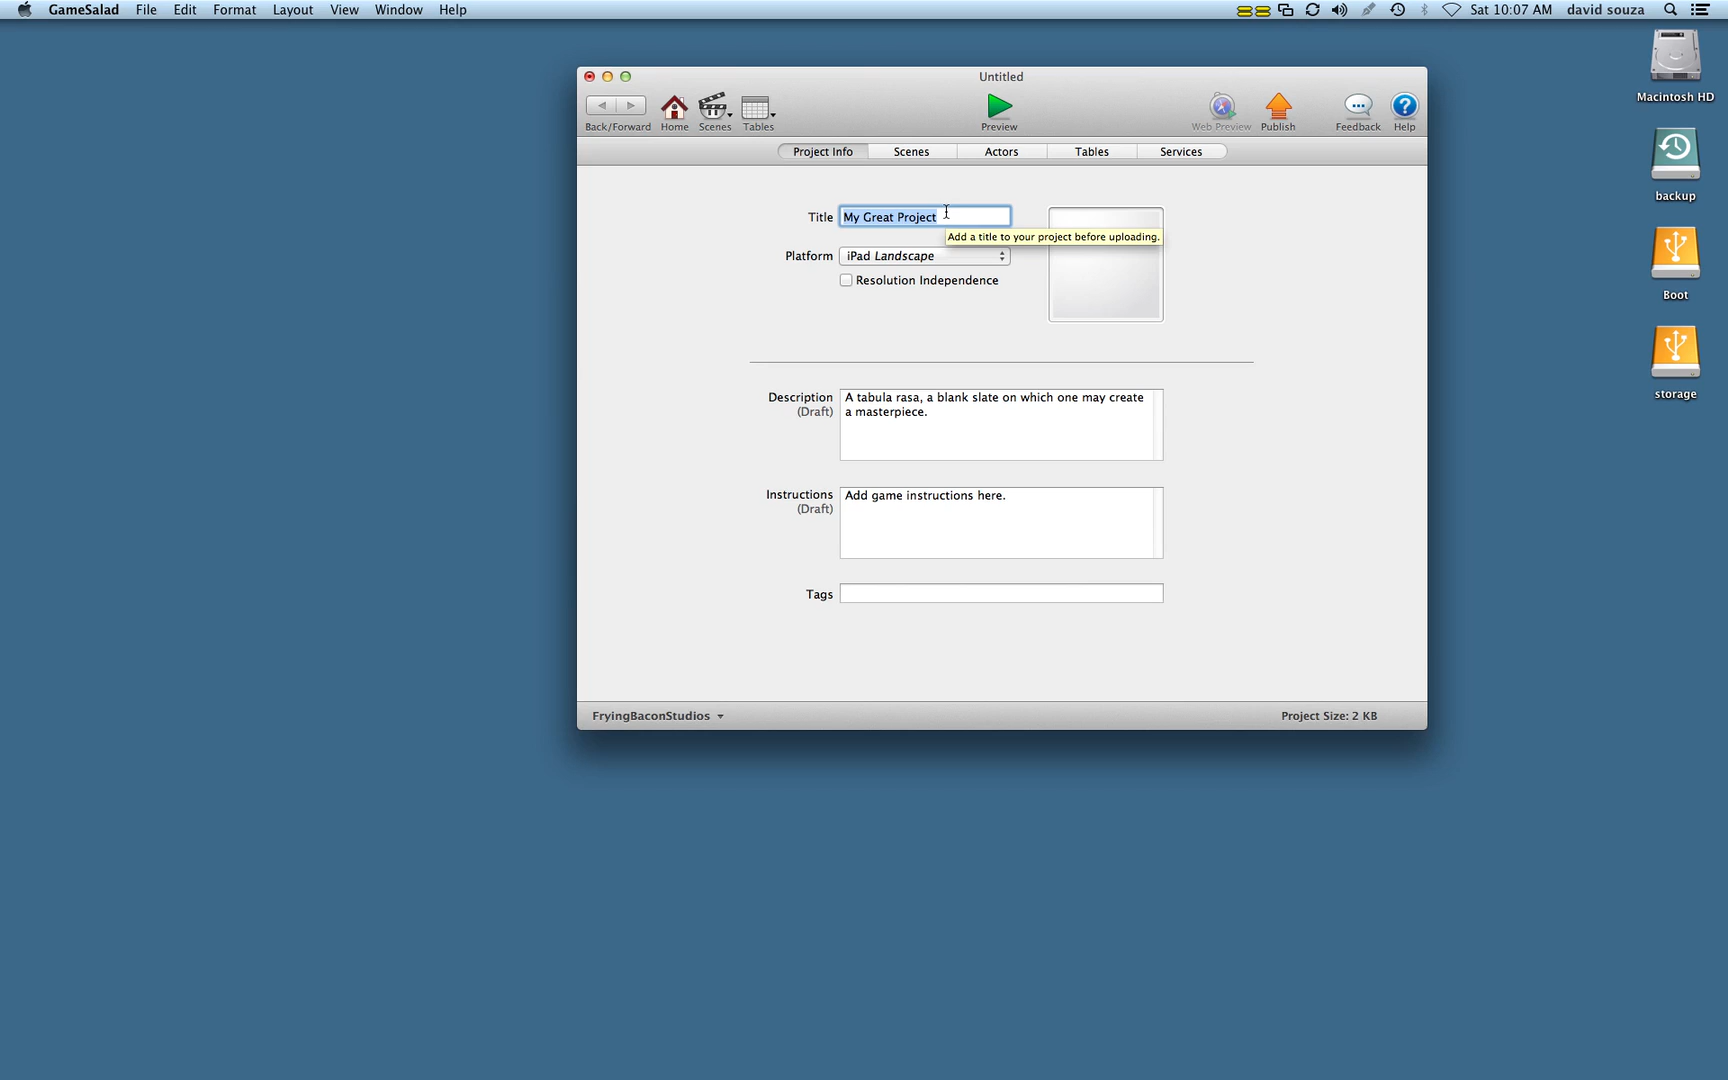 GameSalad File Edit Format Layout View Window Help Sat 10:07 AM david souza
Untitled
Back/Forward Home Scenes Tables Preview Web Preview Publish Feedback Help
Project Info Scenes Actors Tables Services
Title My Great Project
Add a title to your project before uploading.
Platform iPad Landscape
Resolution Independence
Description A tabula rasa, a blank slate on which one may create
(Draft) a masterpiece.
Instructions Add game instructions here.
(Draft)
Tags
FryingBaconStudios Project Size: 2 KB
Macintosh HD
backup
Boot
storage